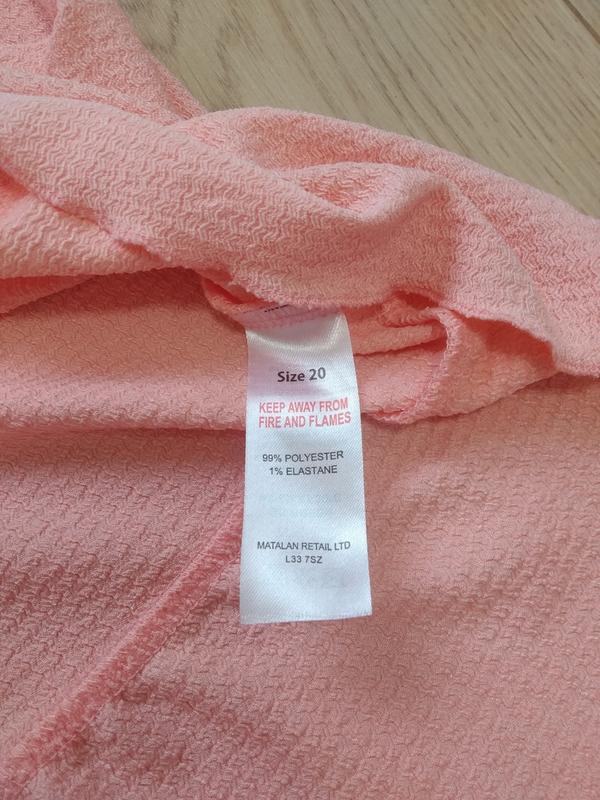 Size 20
KEEP AWAY FROM
FIRE AND FLAMES
99% POLYESTER
1% ELASTANE
MATALAN RETAIL LTD
L33 7SZ